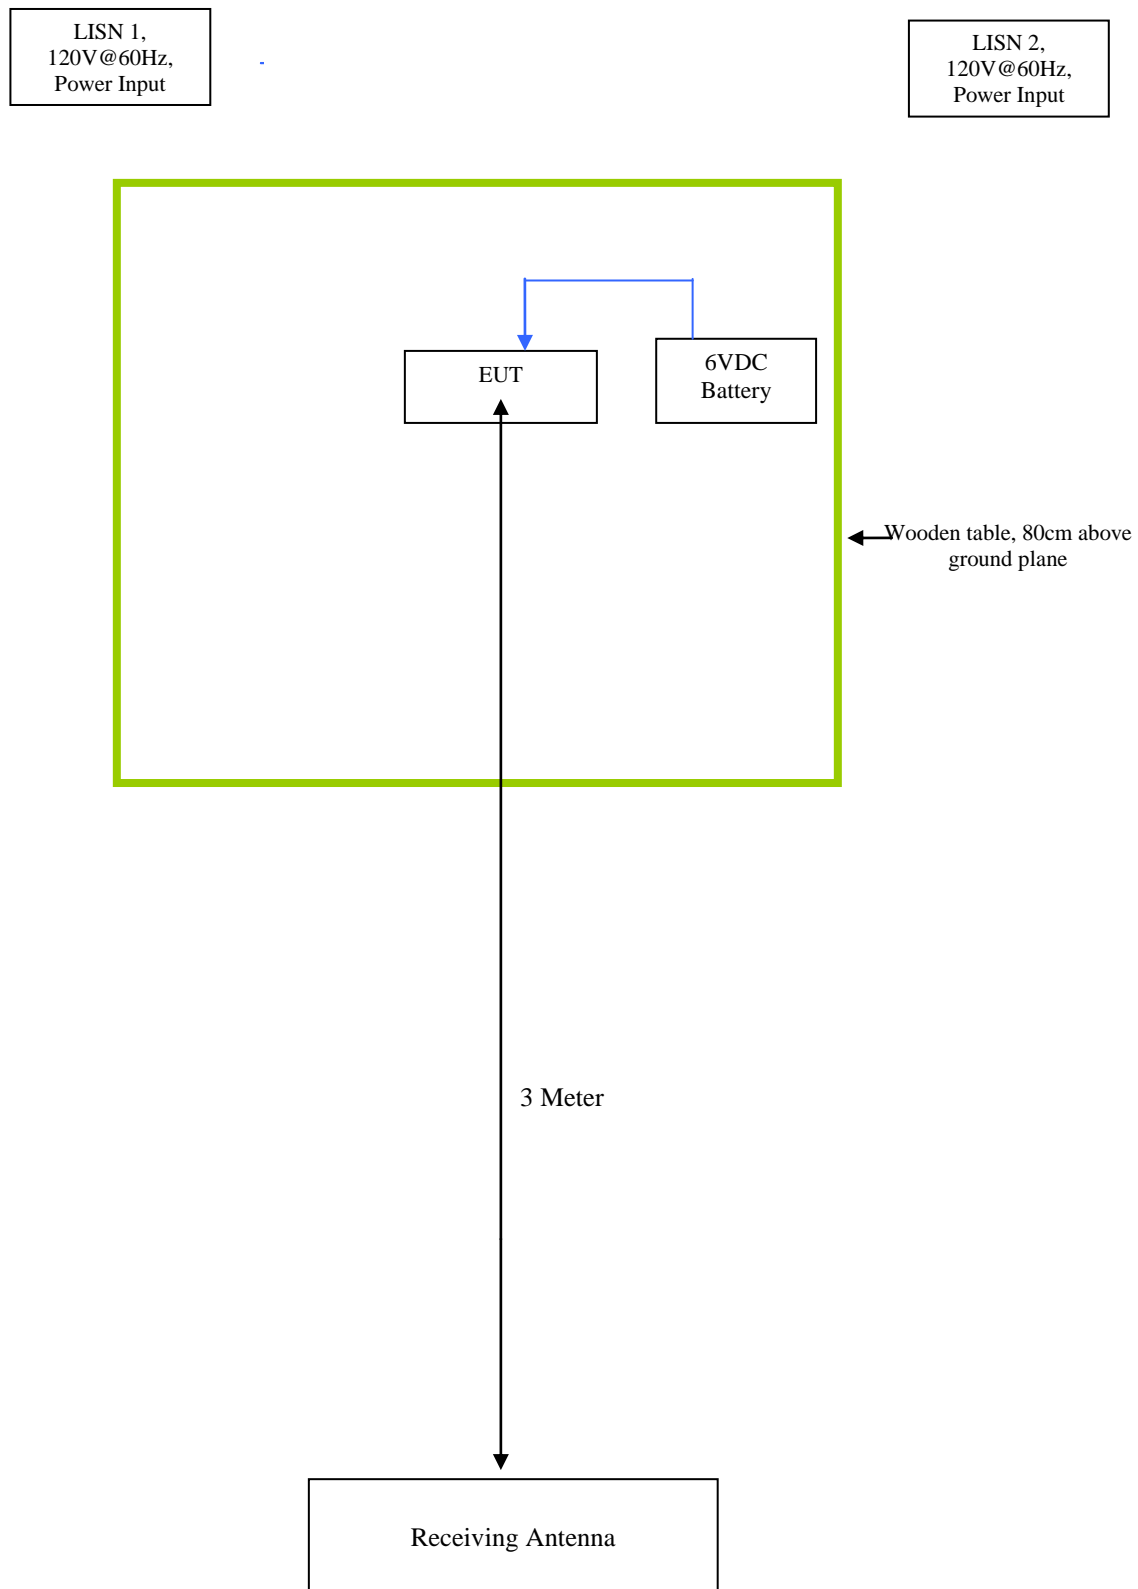 LISN 1,
120V@60Hz,
Power Input
LISN 2,
120V@60Hz,
Power Input
EUT
6VDC
Battery
Wooden table, 80cm above
ground plane
3 Meter
Receiving Antenna